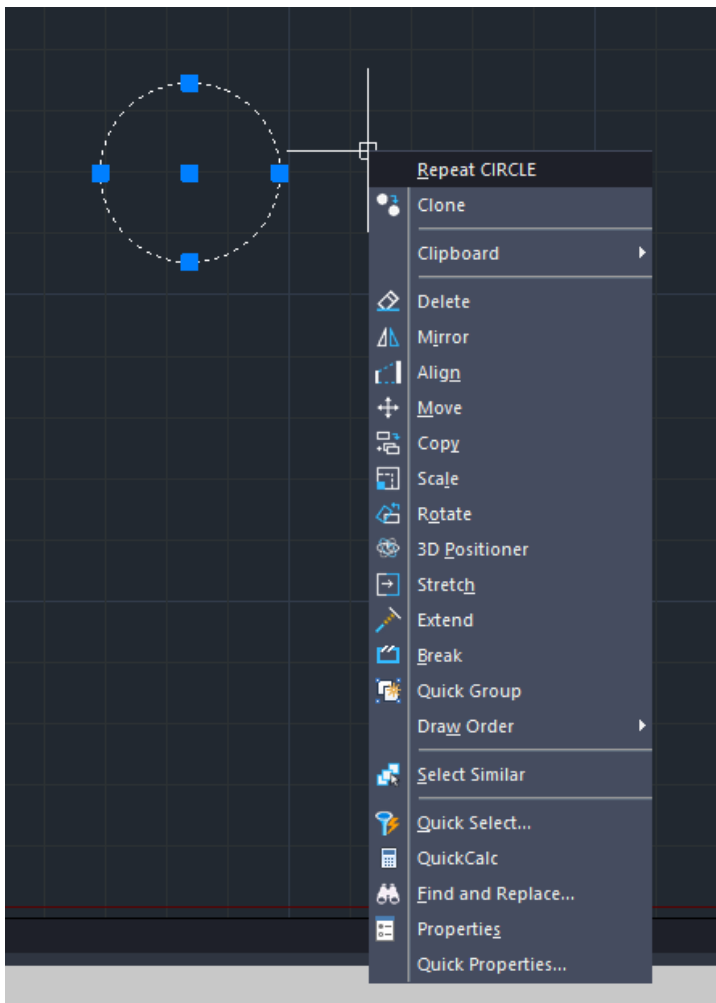 Repeat CIRCLE
Clone
Clipboard
Delete
Mirror
Align
Move
Copy
Scale
Rotate
3D Positioner
Stretch
Extend
Break
Quick Group
Draw Order
Select Similar
Quick Select...
QuickCalc
Find and Replace...
Properties
Quick Properties...